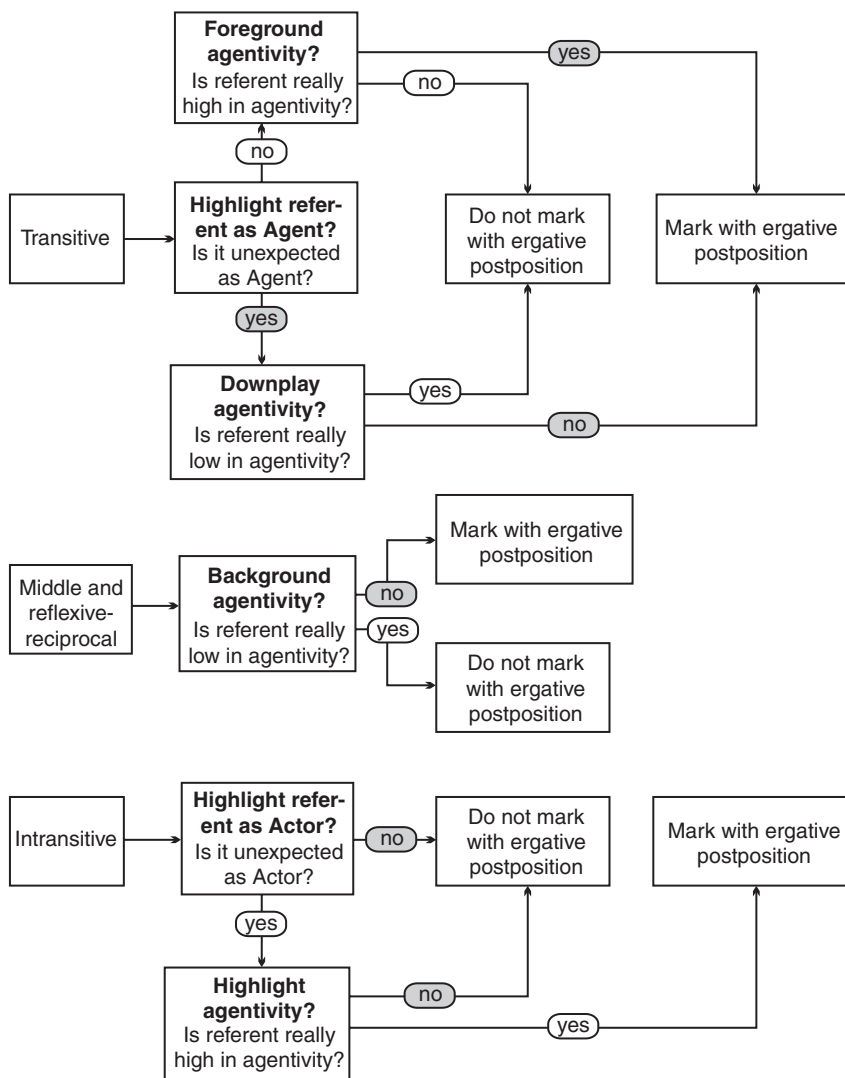 Foreground
agentivity?
Is referent really
high in agentivity?
yes
no
no
Transitive
Highlight refer-
ent as Agent?
Is it unexpected
as Agent?
Do not mark
with ergative
postposition
Mark with ergative
postposition
yes
Downplay
agentivity?
Is referent really
low in agentivity?
yes
no
Middle and
reflexive-
reciprocal
Background
agentivity?
Is referent really
low in agentivity?
no
yes
Mark with ergative
postposition
Do not mark
with ergative
postposition
Intransitive
Highlight refer-
ent as Actor?
Is it unexpected
as Actor?
no
Do not mark
with ergative
postposition
Mark with ergative
postposition
yes
Highlight
agentivity?
Is referent really
high in agentivity?
no
yes